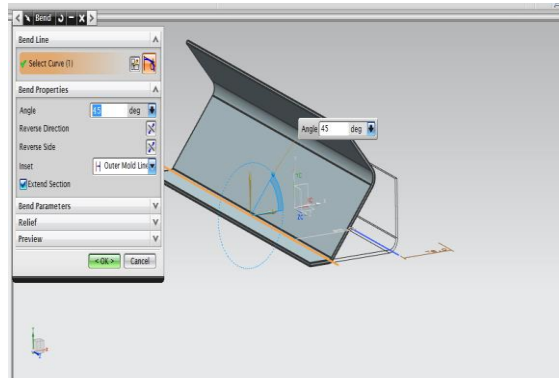 Bend
Bend Line
Select Curve (1)
Bend Properties
Angle 45 deg
Reverse Direction
Reverse Side
Inset Outer Mold Line
Extend Section
Bend Parameters
Relief
Preview
<OK> Cancel
Angle 45 deg